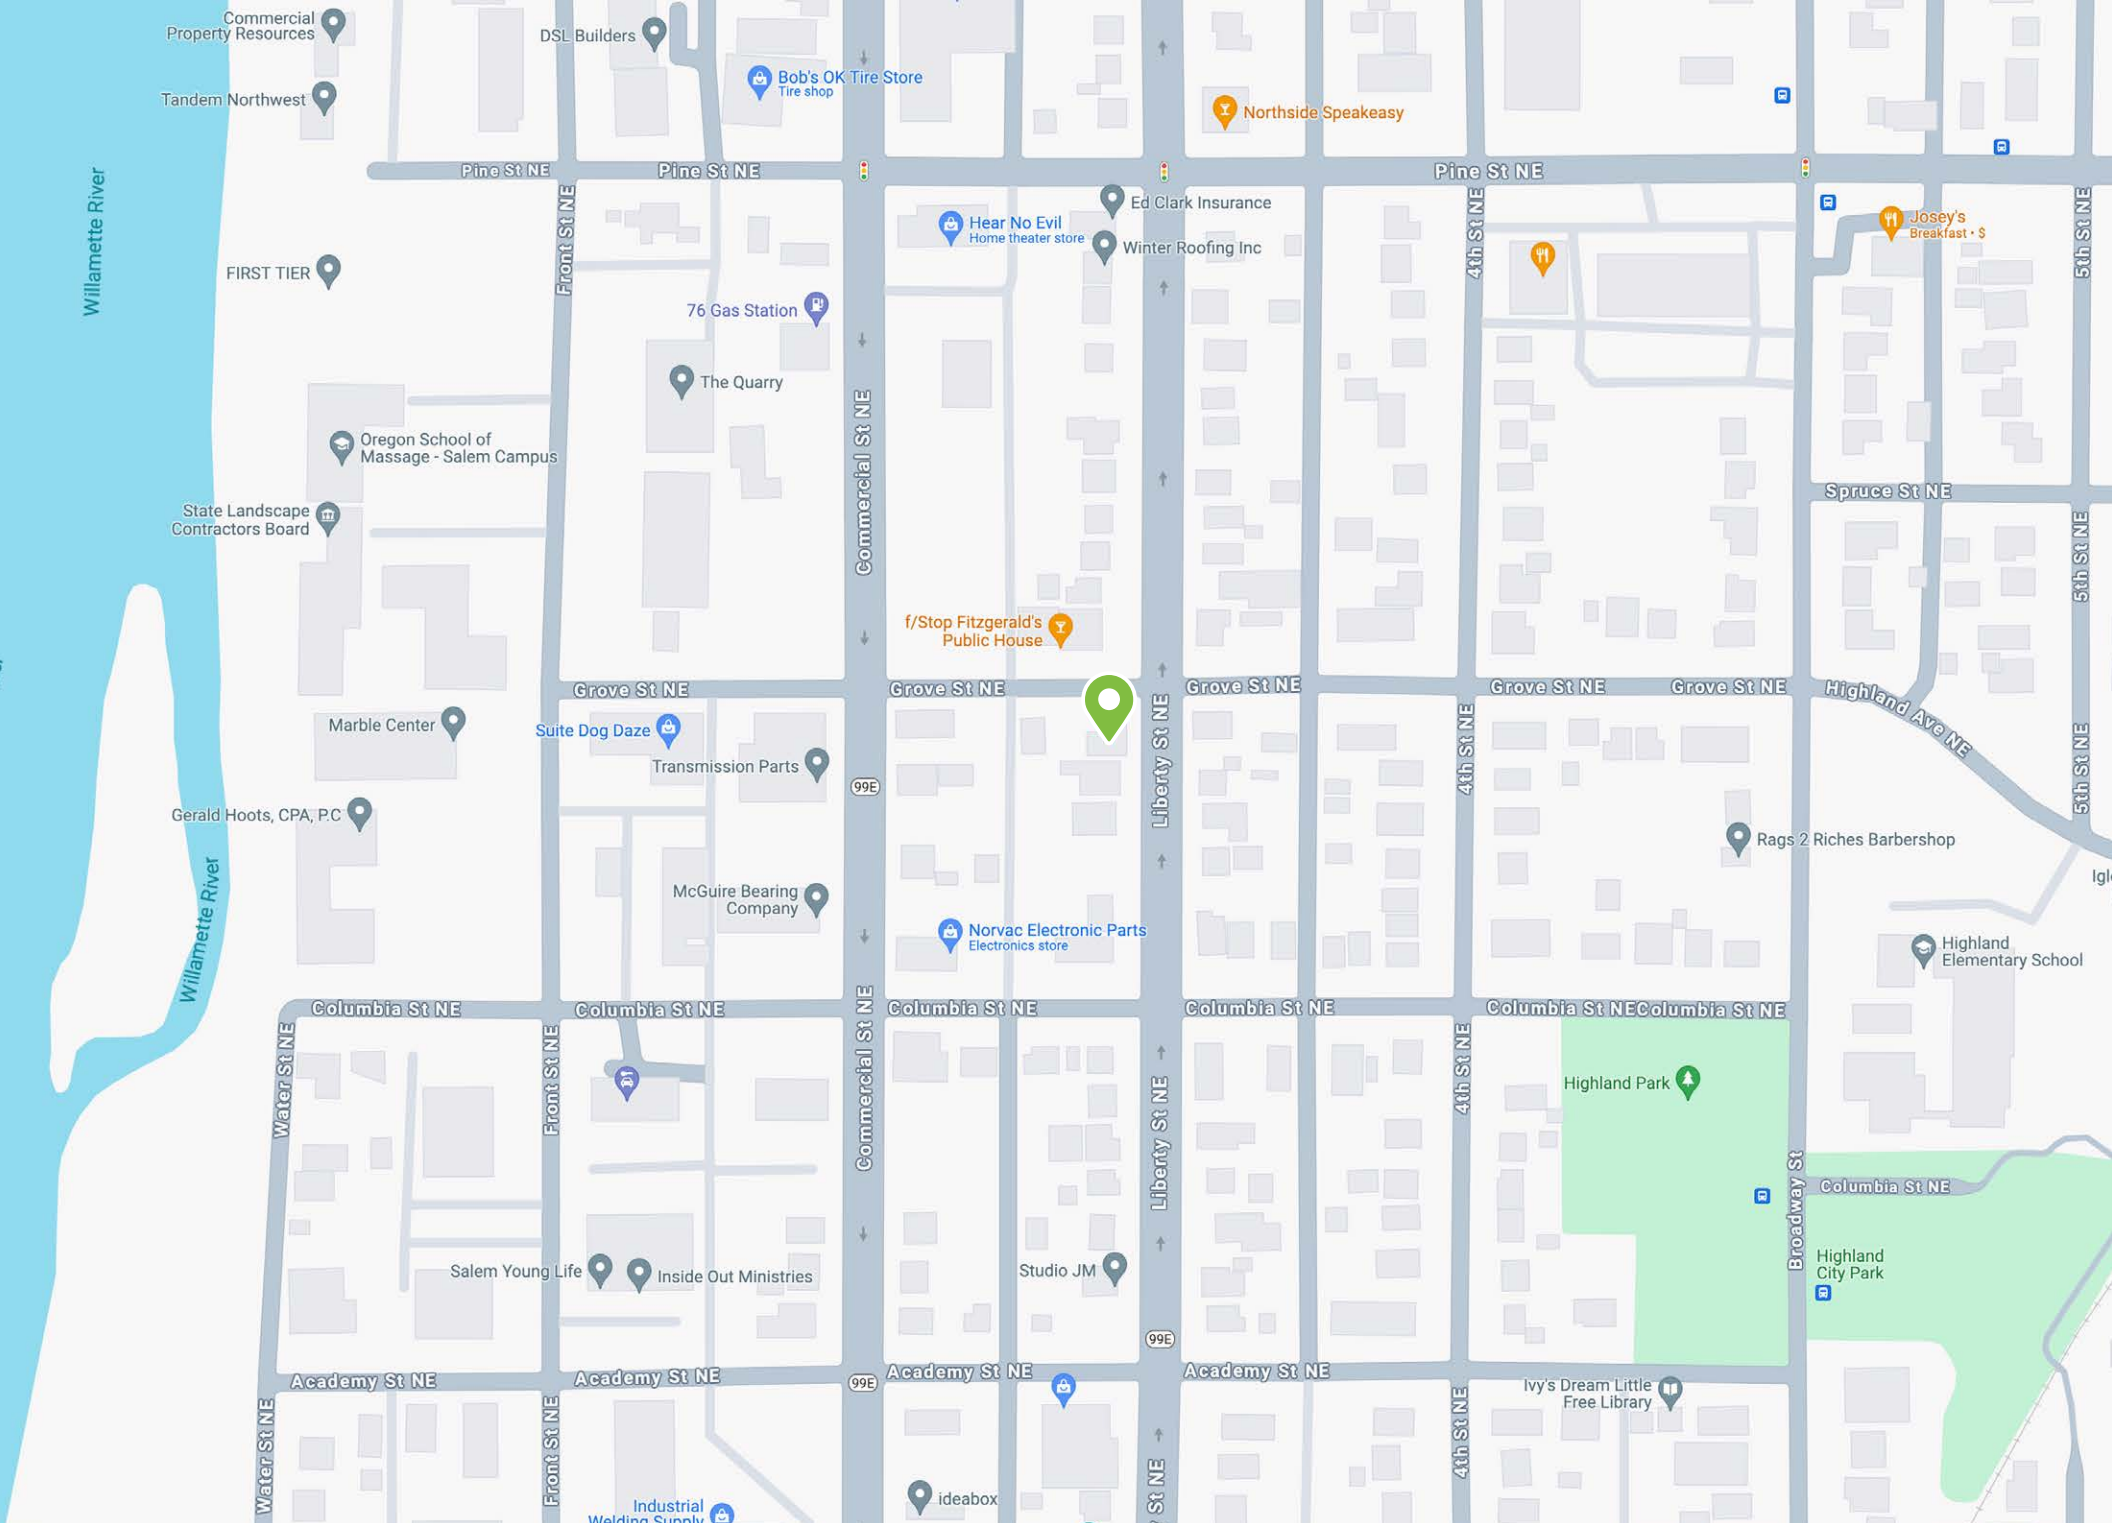 Commercial
Property Resources
DSL Builders
Bob's OK Tire Store
Tire shop
Tandem Northwest
Northside Speakeasy
Pine St NE
Pine St NE
Pine St NE
Willamette River
Front St NE
4th St NE
5th St NE
Ed Clark Insurance
Hear No Evil
Home theater store
Winter Roofing Inc
Josey's
Breakfast • $
FIRST TIER
76 Gas Station
The Quarry
Commercial St NE
Oregon School of
Massage - Salem Campus
State Landscape
Contractors Board
Spruce St NE
5th St NE
f/Stop Fitzgerald's
Public House
Grove St NE
Grove St NE
Grove St NE
Grove St NE
Grove St NE
Highland Ave NE
Marble Center
Suite Dog Daze
Transmission Parts
99E
Liberty St NE
4th St NE
5th St NE
Gerald Hoots, CPA, P.C
Rags 2 Riches Barbershop
Willamette River
McGuire Bearing
Company
Norvac Electronic Parts
Electronics store
Highland
Elementary School
Columbia St NE
Columbia St NE
Columbia St NE
Columbia St NE
Columbia St NE
Columbia St NE
Water St NE
Front St NE
Commercial St NE
Liberty St NE
4th St NE
Highland Park
Broadway St
Columbia St NE
Highland
City Park
Salem Young Life
Inside Out Ministries
Studio JM
99E
Academy St NE
Academy St NE
99E
Academy St NE
Academy St NE
Ivy's Dream Little
Free Library
Water St NE
Front St NE
4th St NE
St NE
ideabox
Industrial
Welding Supply